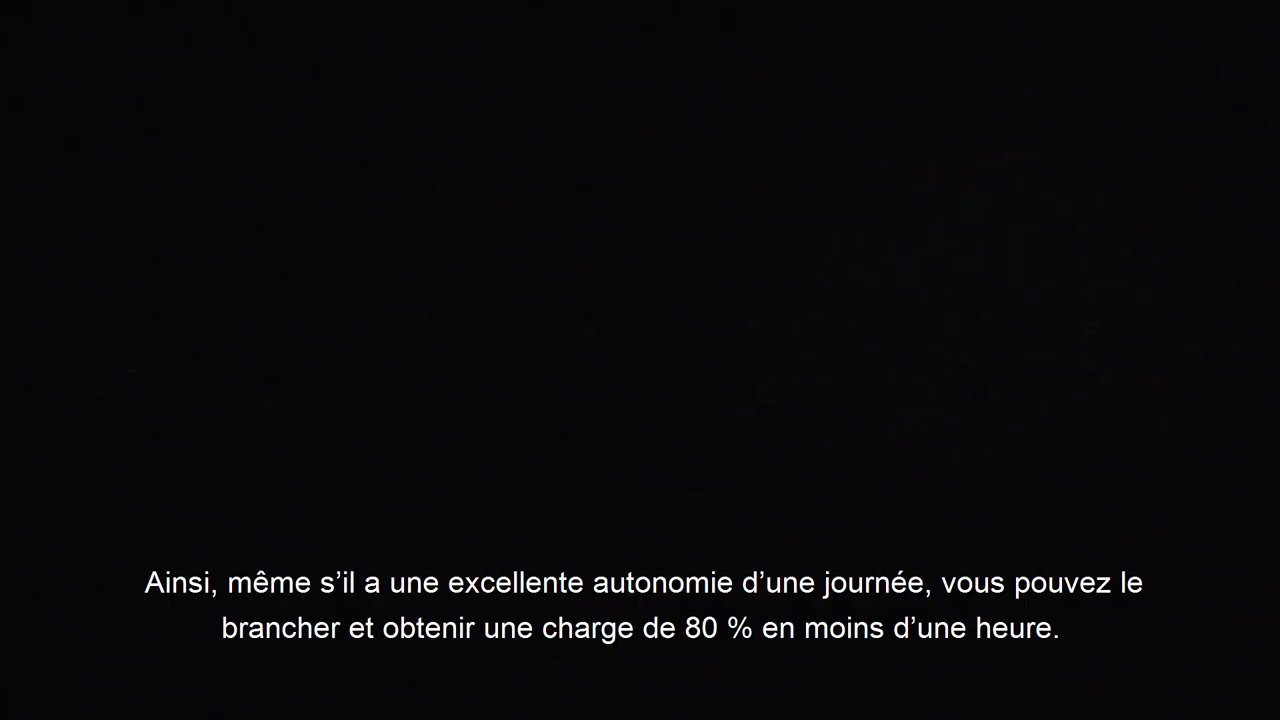 Ainsi, même s’il a une excellente autonomie d’une journée, vous pouvez le
brancher et obtenir une charge de 80 % en moins d’une heure.